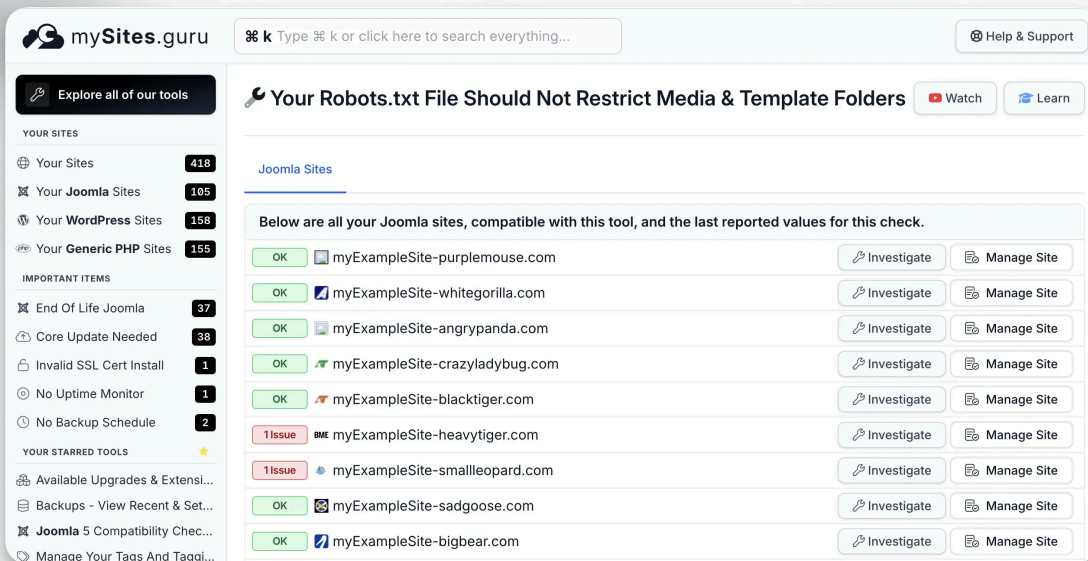 mySites.guru
⌘ k Type ⌘ k or click here to search everything...
Help & Support
Explore all of our tools
YOUR SITES
Your Sites 418
Your Joomla Sites 105
Your WordPress Sites 158
php Your Generic PHP Sites 155
IMPORTANT ITEMS
End Of Life Joomla 37
Core Update Needed 38
Invalid SSL Cert Install 1
No Uptime Monitor 1
No Backup Schedule 2
YOUR STARRED TOOLS
Available Upgrades & Extensi...
Backups - View Recent & Set...
Joomla 5 Compatibility Chec...
Manage Your Tags And Taggi...
Your Robots.txt File Should Not Restrict Media & Template Folders
Watch
Learn
Joomla Sites
Below are all your Joomla sites, compatible with this tool, and the last reported values for this check.
OK myExampleSite-purplemouse.com Investigate Manage Site
OK myExampleSite-whitegorilla.com Investigate Manage Site
OK myExampleSite-angrypanda.com Investigate Manage Site
OK myExampleSite-crazyladybug.com Investigate Manage Site
OK myExampleSite-blacktiger.com Investigate Manage Site
1 Issue BME myExampleSite-heavytiger.com Investigate Manage Site
1 Issue myExampleSite-smallleopard.com Investigate Manage Site
OK myExampleSite-sadgoose.com Investigate Manage Site
OK myExampleSite-bigbear.com Investigate Manage Site